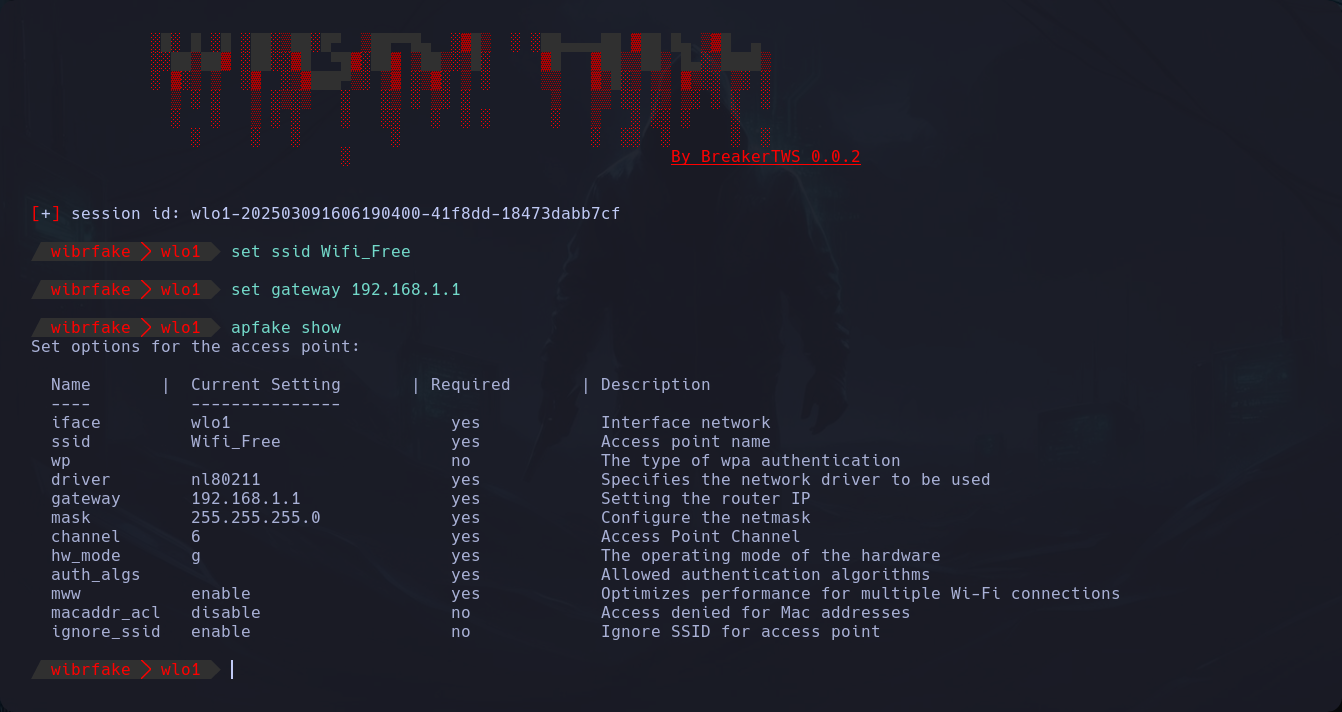 By BreakerTWS 0.0.2
[+] session id: wlo1-202503091606190400-41f8dd-18473dabb7cf
wibrfake > wlo1 set ssid Wifi_Free
wibrfake > wlo1 set gateway 192.168.1.1
wibrfake > wlo1 apfake show
Set options for the access point:
Name | Current Setting | Required | Description
---- ---------------
iface wlo1 yes Interface network
ssid Wifi_Free yes Access point name
wp no The type of wpa authentication
driver nl80211 yes Specifies the network driver to be used
gateway 192.168.1.1 yes Setting the router IP
mask 255.255.255.0 yes Configure the netmask
channel 6 yes Access Point Channel
hw_mode g yes The operating mode of the hardware
auth_algs yes Allowed authentication algorithms
mww enable yes Optimizes performance for multiple Wi-Fi connections
macaddr_acl disable no Access denied for Mac addresses
ignore_ssid enable no Ignore SSID for access point
wibrfake > wlo1